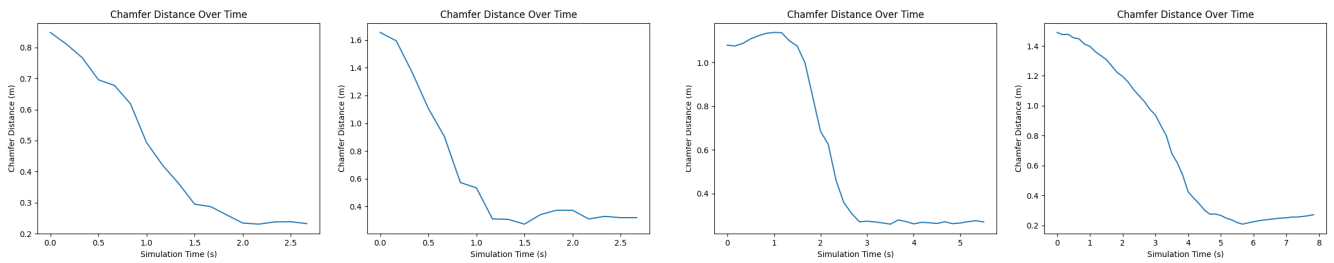 Chamfer Distance Over Time
Chamfer Distance (m)
0.8
0.7
0.6
0.5
0.4
0.3
0.2
0.0 0.5 1.0 1.5 2.0 2.5
Simulation Time (s)
Chamfer Distance Over Time
Chamfer Distance (m)
1.6
1.4
1.2
1.0
0.8
0.6
0.4
0.0 0.5 1.0 1.5 2.0 2.5
Simulation Time (s)
Chamfer Distance Over Time
Chamfer Distance (m)
1.0
0.8
0.6
0.4
0 1 2 3 4 5
Simulation Time (s)
Chamfer Distance Over Time
Chamfer Distance (m)
1.4
1.2
1.0
0.8
0.6
0.4
0.2
0 1 2 3 4 5 6 7 8
Simulation Time (s)